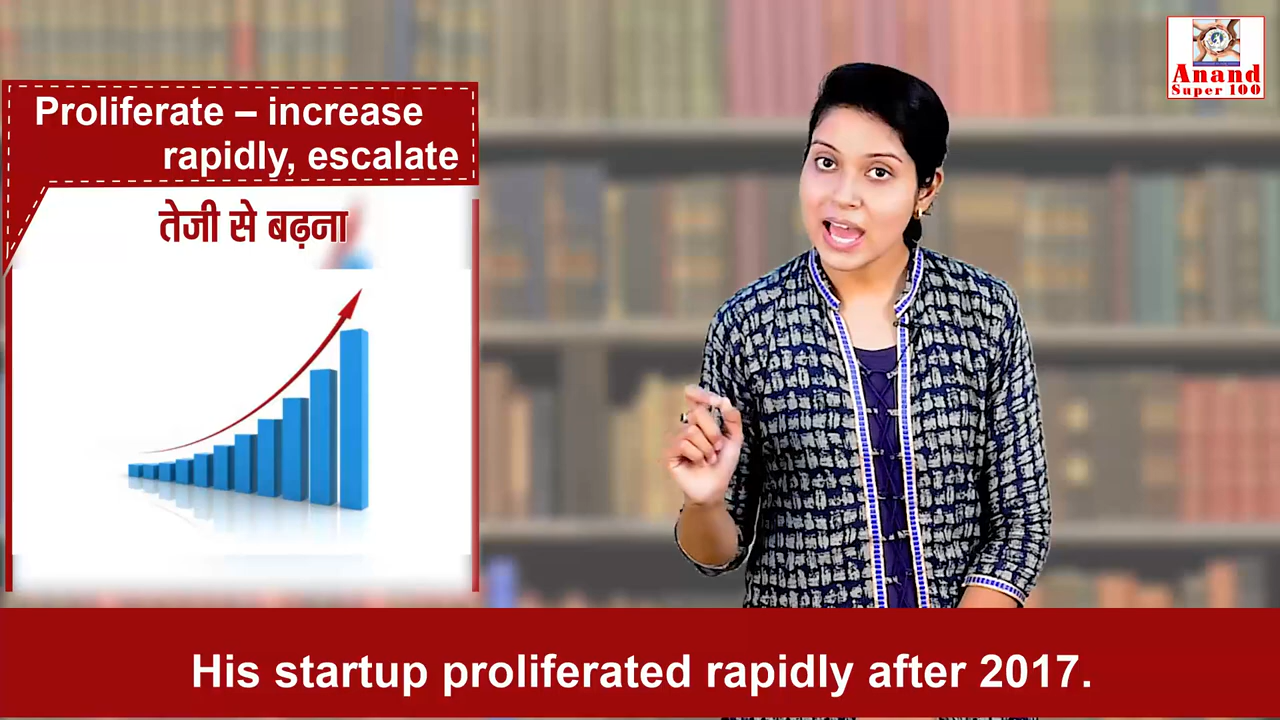 Anand
Super 100
Proliferate – increase
rapidly, escalate
तेजी से बढ़ना
His startup proliferated rapidly after 2017.